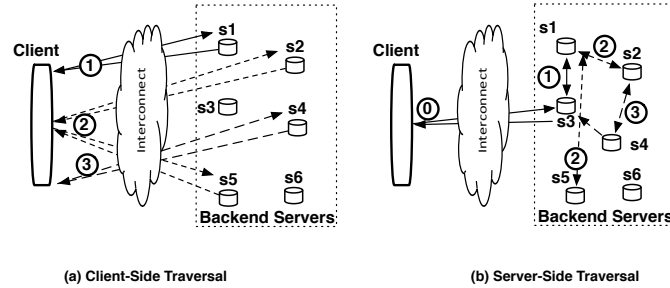 Client
s1
1
s2
2
s3
s4
3
s5
s6
Interconnect
Backend Servers
(a) Client-Side Traversal
Client
s1
2
s2
1
0
s3
3
s4
2
s5
s6
Interconnect
Backend Servers
(b) Server-Side Traversal